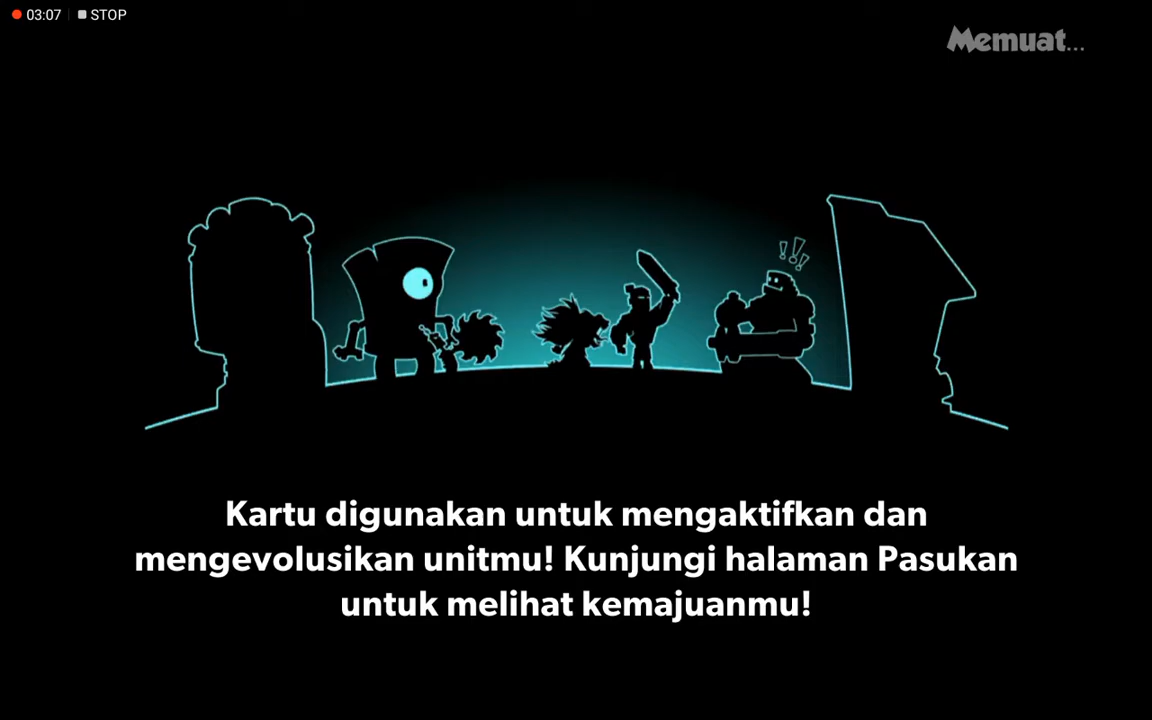 03:07 STOP
Memuat...
!!!
Kartu digunakan untuk mengaktifkan dan
mengevolusikan unitmu! Kunjungi halaman Pasukan
untuk melihat kemajuanmu!